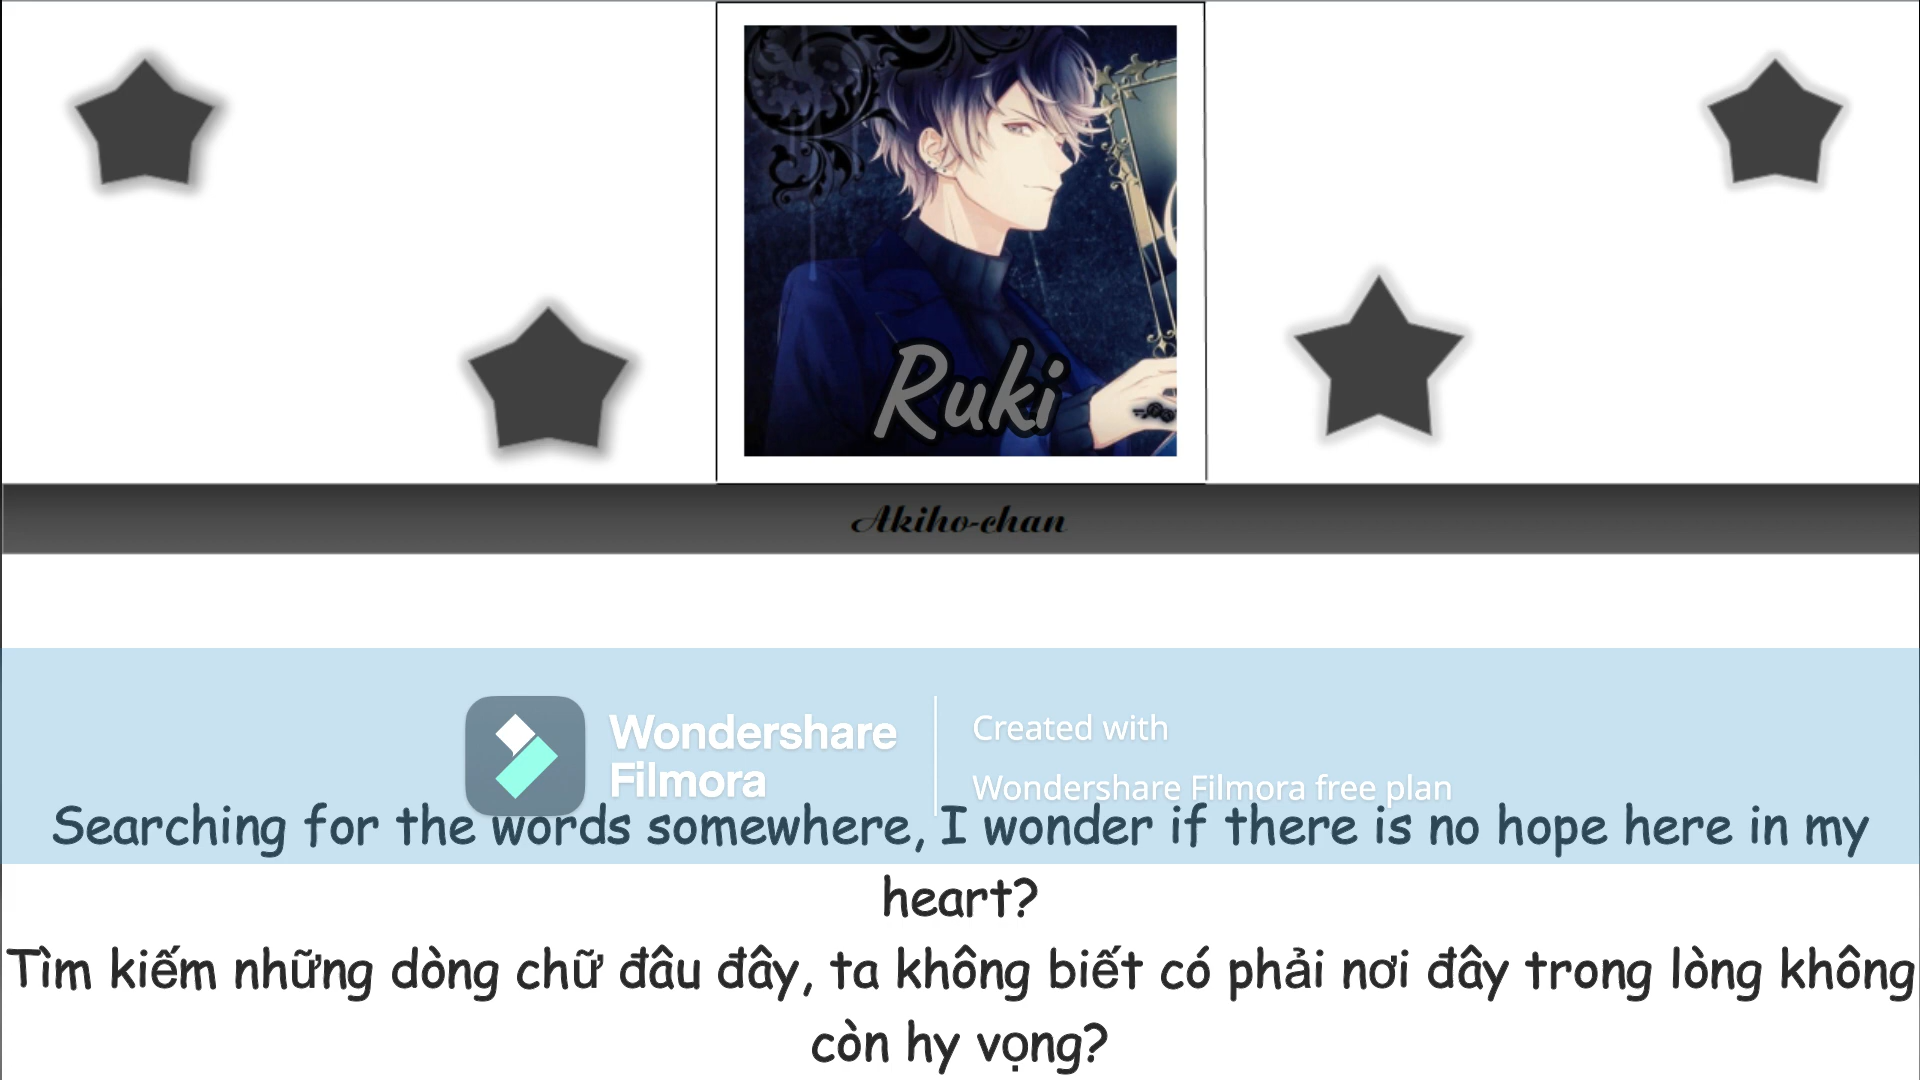 Ruki
Akiho-chan
Wondershare
Filmora
Created with
Wondershare Filmora free plan
Searching for the words somewhere, I wonder if there is no hope here in my
heart?
Tìm kiếm những dòng chữ đâu đây, ta không biết có phải nơi đây trong lòng không
còn hy vọng?